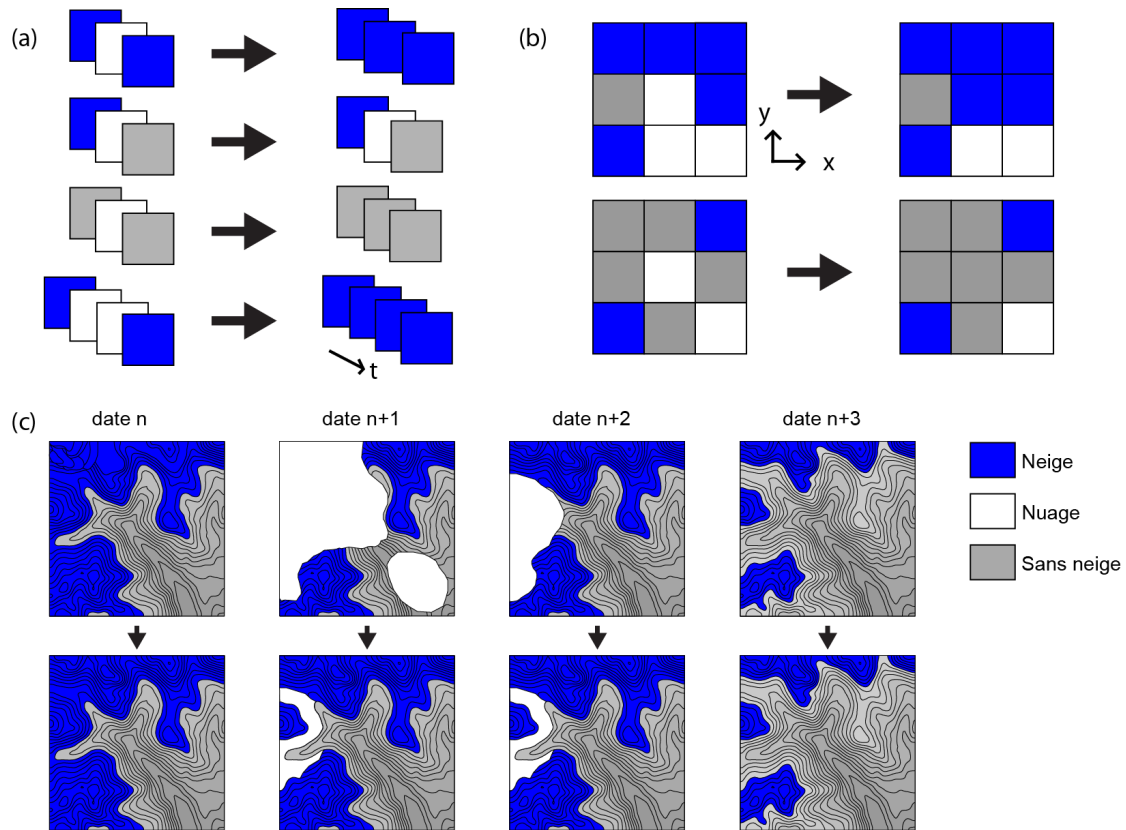 (a)
t
(b)
y
x
(c)
date n
date n+1
date n+2
date n+3
Neige
Nuage
Sans neige